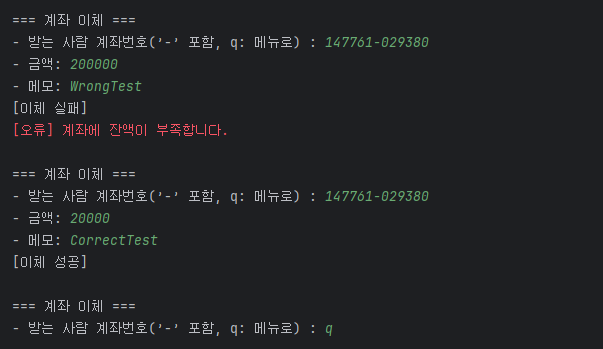 === 계좌 이체 ===
- 받는 사람 계좌번호('-' 포함, q: 메뉴로) : 147761-029380
- 금액: 200000
- 메모: WrongTest
[이체 실패]
[오류] 계좌에 잔액이 부족합니다.
=== 계좌 이체 ===
- 받는 사람 계좌번호('-' 포함, q: 메뉴로) : 147761-029380
- 금액: 20000
- 메모: CorrectTest
[이체 성공]
=== 계좌 이체 ===
- 받는 사람 계좌번호('-' 포함, q: 메뉴로) : q